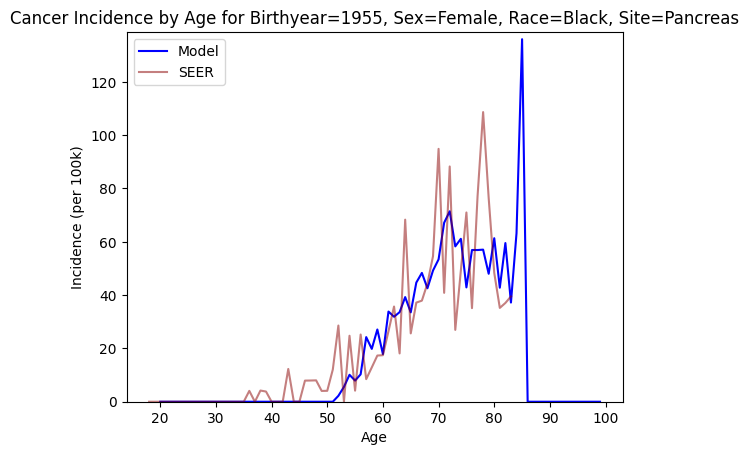 Cancer Incidence by Age for Birthyear=1955, Sex=Female, Race=Black, Site=Pancreas
Model
SEER
Incidence (per 100k)
120
100
80
60
40
20
0
20 30 40 50 60 70 80 90 100
Age